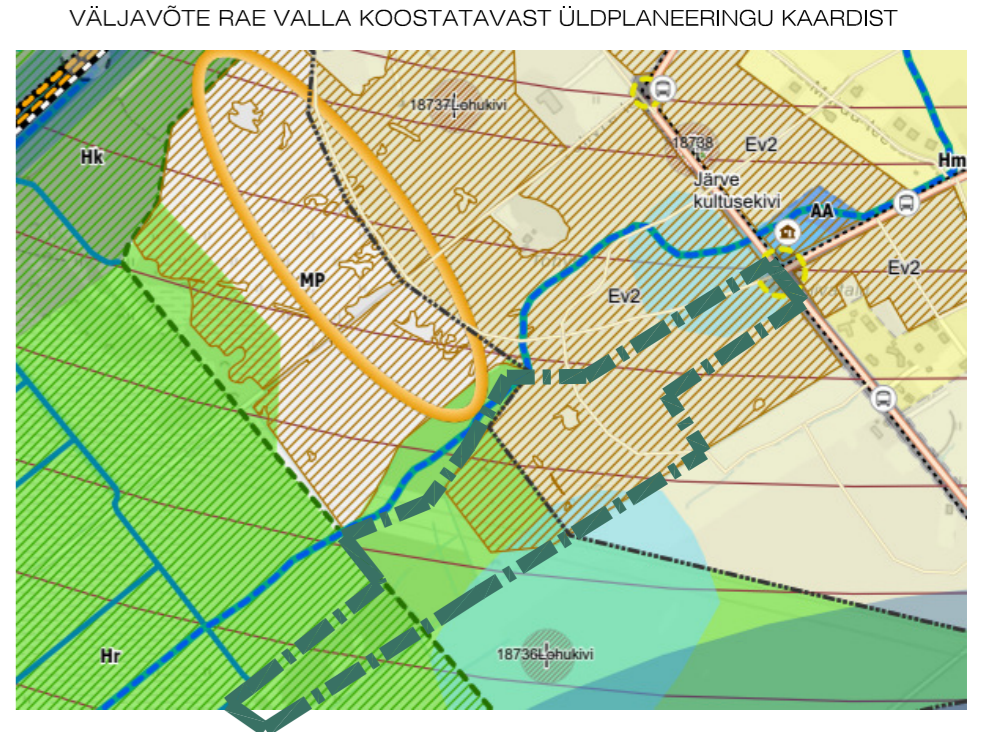 VÄLJAVÕTE RAE VALLA KOOSTATAVAST ÜLDPLANEERINGU KAARDIST
18737Lohukivi
Hk
18738
Ev2
Hm
Järve
kultusekivi
AA
MP
Ev2
Ev2
Hr
18736Lohukivi